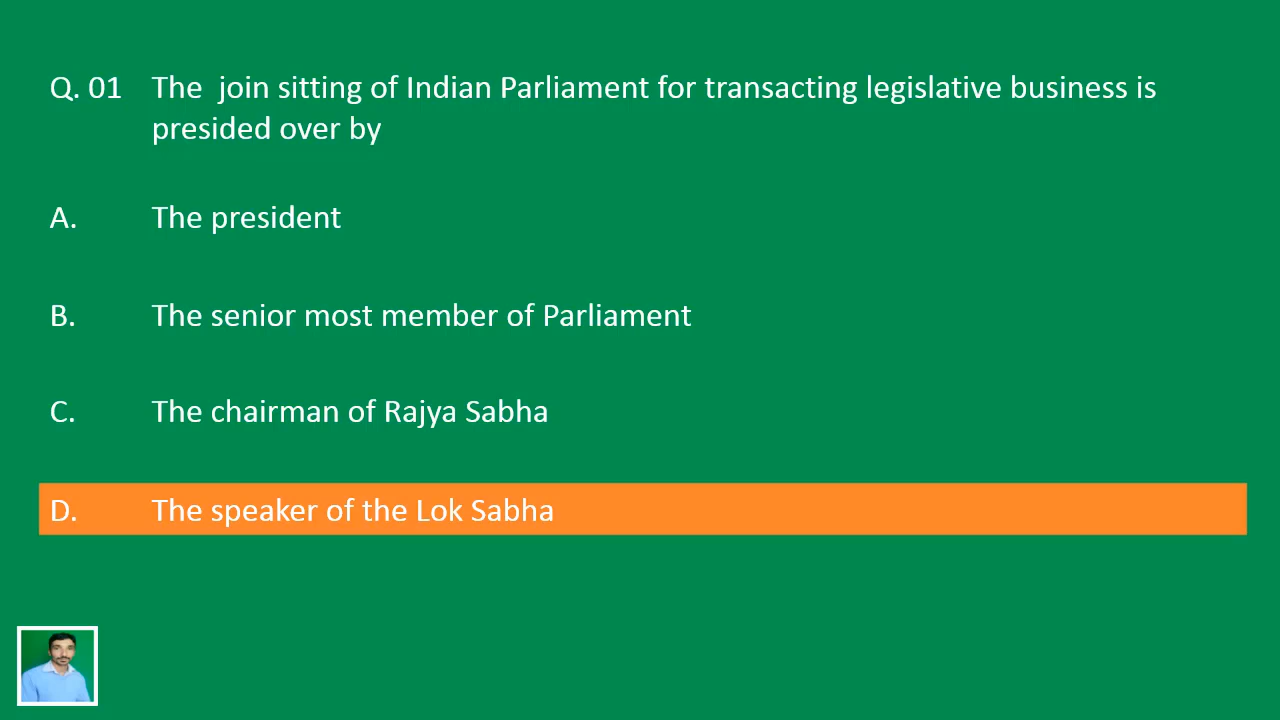 Q. 01 The  join sitting of Indian Parliament for transacting legislative business is
presided over by
A. The president
B. The senior most member of Parliament
C. The chairman of Rajya Sabha
D. The speaker of the Lok Sabha